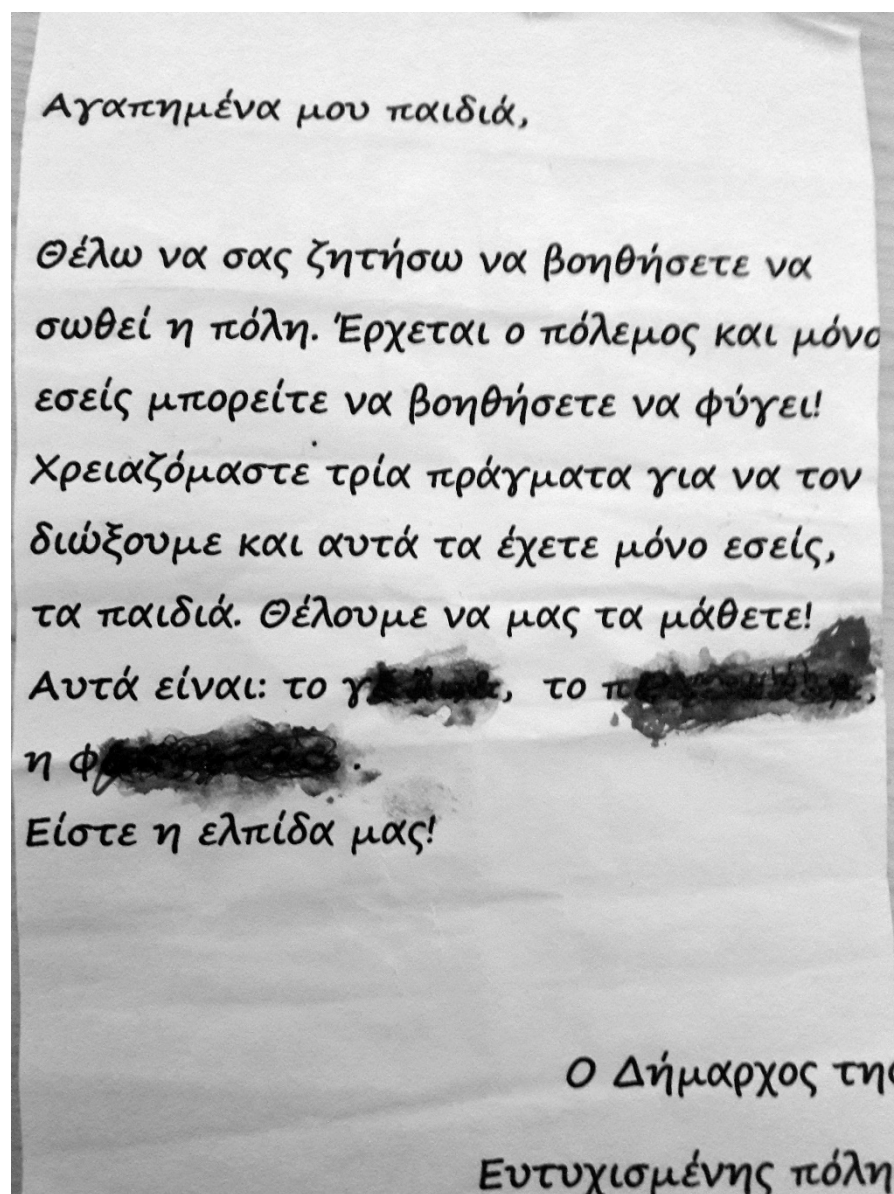 Αγαπημένα μου παιδιά,
Θέλω να σας ζητήσω να βοηθήσετε να
σωθεί η πόλη. Έρχεται ο πόλεμος και μόνο
εσείς μπορείτε να βοηθήσετε να φύγει!
Χρειαζόμαστε τρία πράγματα για να τον
διώξουμε και αυτά τα έχετε μόνο εσείς,
τα παιδιά. Θέλουμε να μας τα μάθετε!
Αυτά είναι: το , το ,
η .
Είστε η ελπίδα μας!
Ο Δήμαρχος της
Ευτυχισμένης πόλη